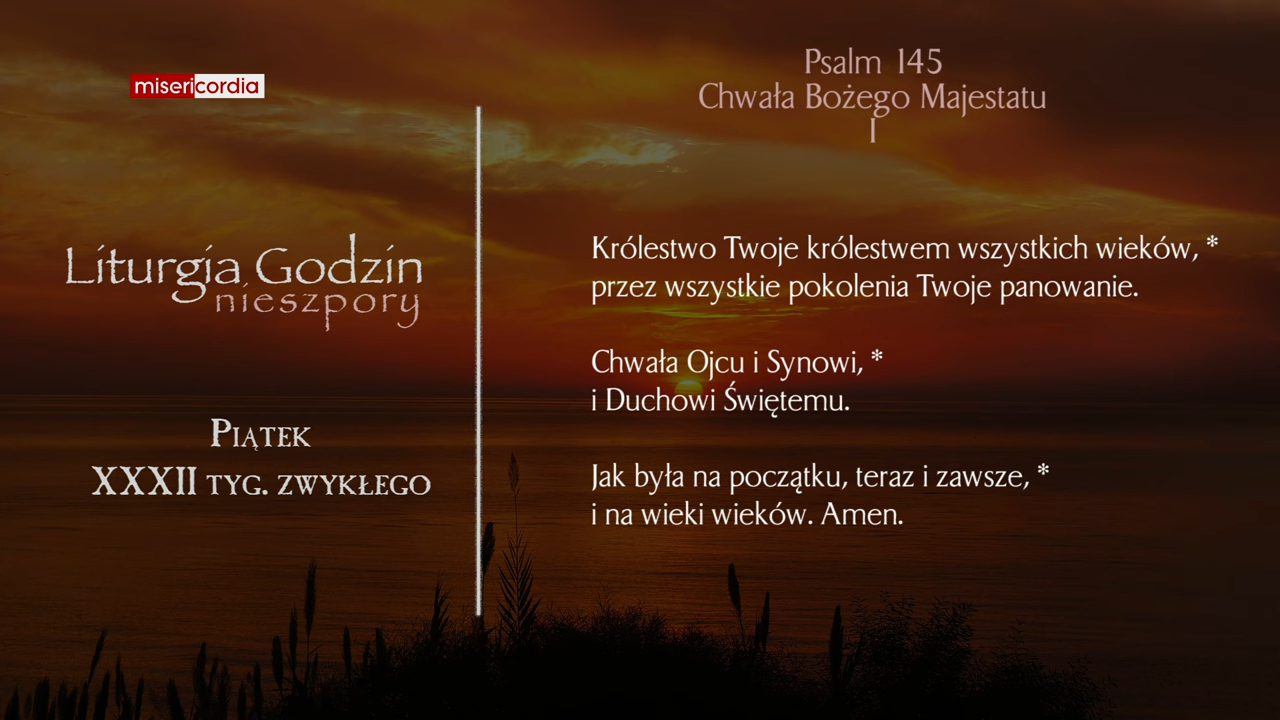 misericordia
Liturgia Godzin
nieszpory
Piątek
XXXII tyg. zwykłego
Psalm 145
Chwała Bożego Majestatu
I
Królestwo Twoje królestwem wszystkich wieków, *
przez wszystkie pokolenia Twoje panowanie.
Chwała Ojcu i Synowi, *
i Duchowi Świętemu.
Jak była na początku, teraz i zawsze, *
i na wieki wieków. Amen.